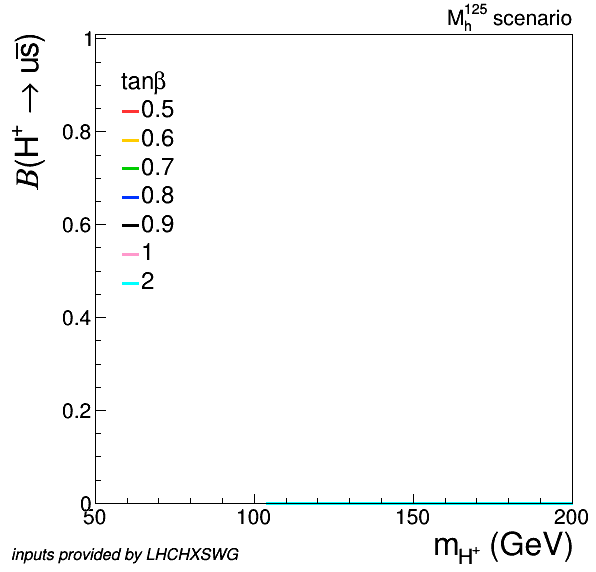 M_h^125 scenario
B(H⁺ → us̅)
1
0.8
0.6
0.4
0.2
0
tanβ
0.5
0.6
0.7
0.8
0.9
1
2
50 100 150 200
m_H⁺ (GeV)
inputs provided by LHCHXSWG